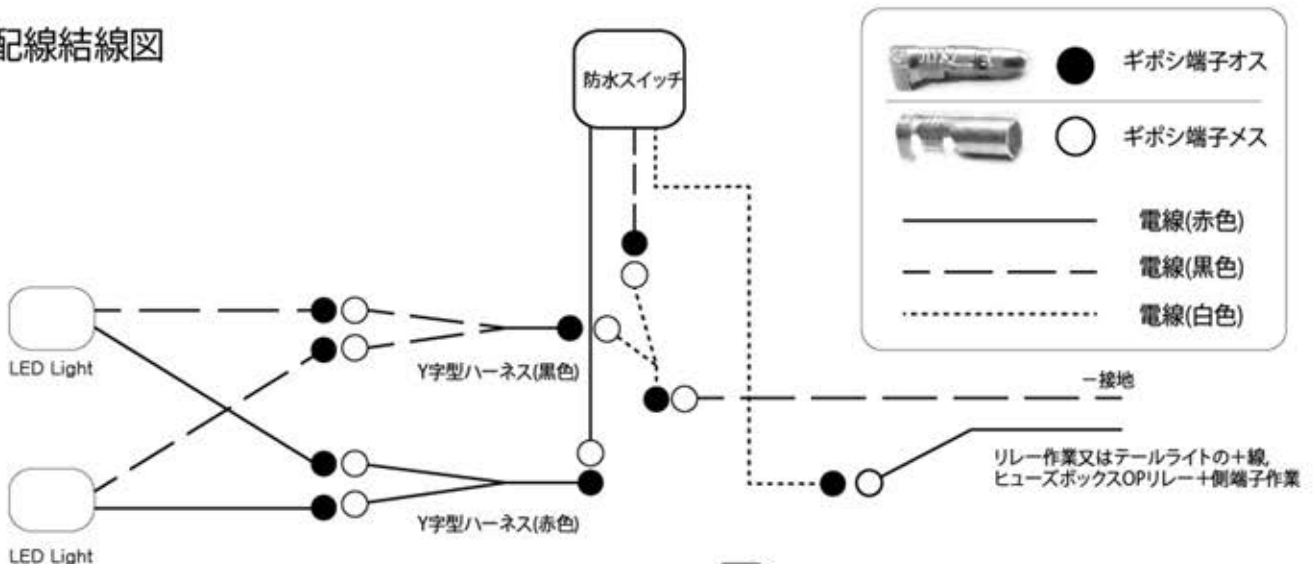 配線結線図
防水スイッチ
ギボシ端子オス
ギボシ端子メス
電線(赤色)
電線(黒色)
電線(白色)
LED Light
Y字型ハーネス(黒色)
ー接地
リレー作業又はテールライトの+線,
ヒューズボックスOPリレー+側端子作業
Y字型ハーネス(赤色)
LED Light